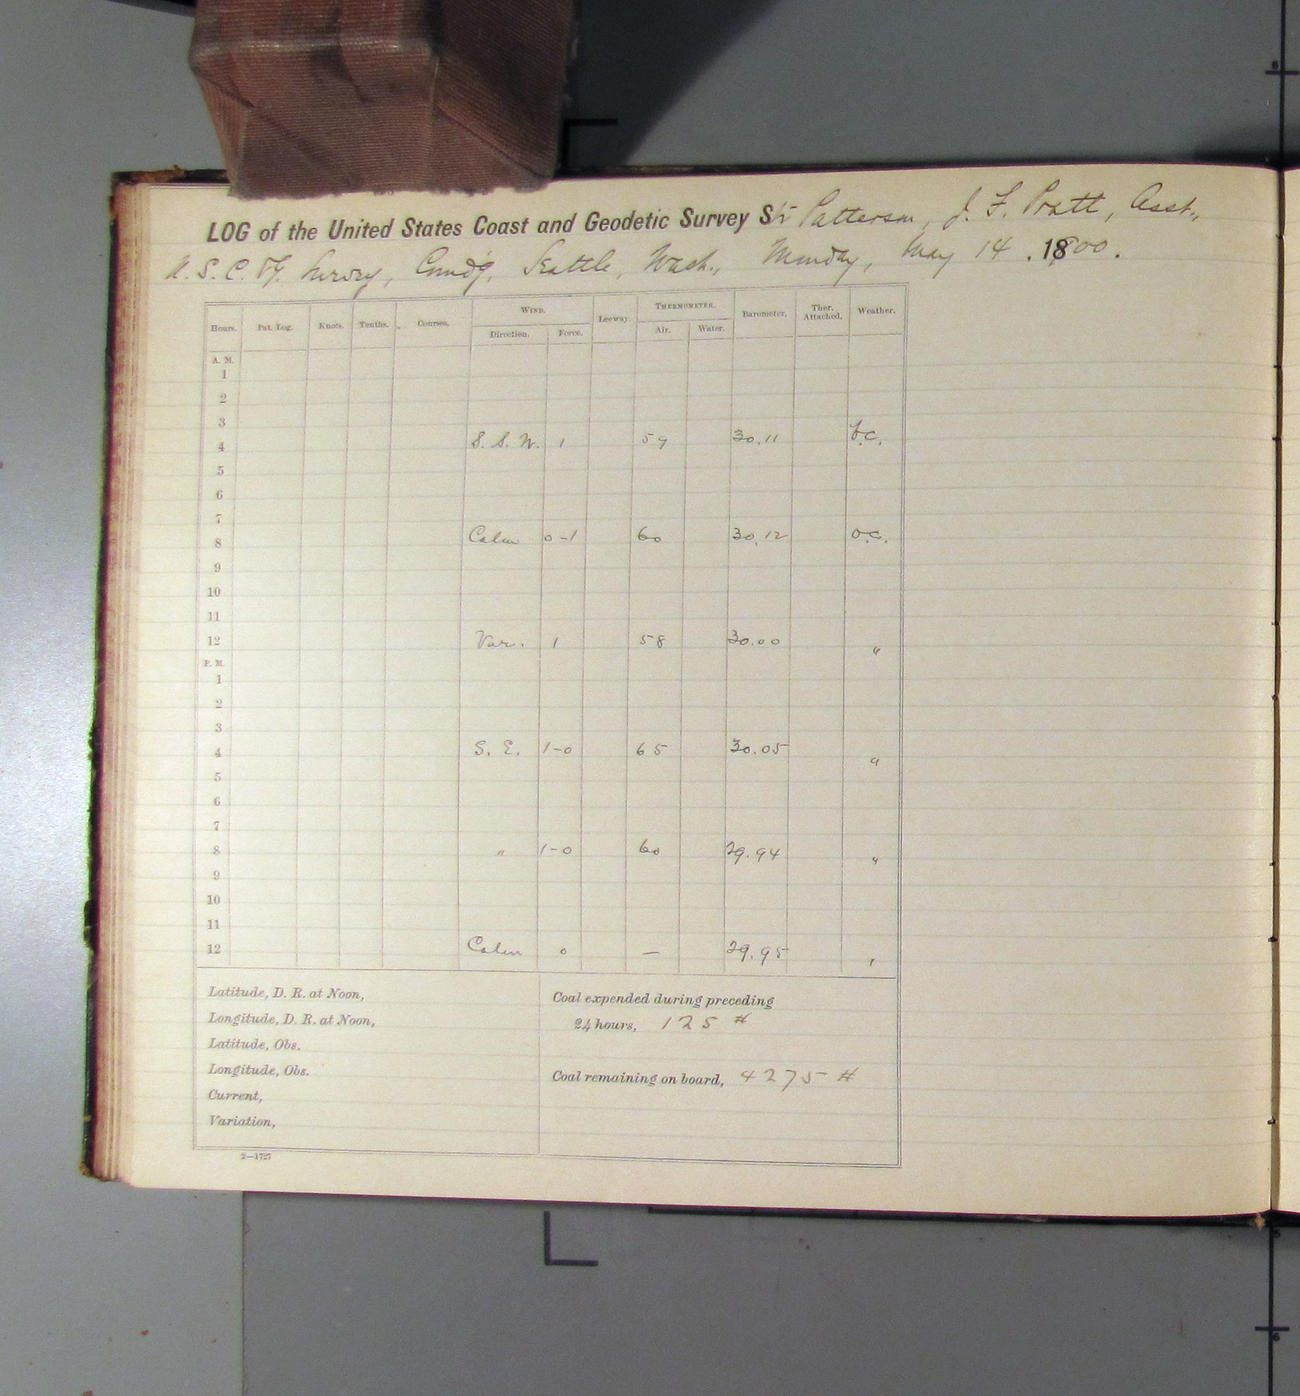 LOG of the United States Coast and Geodetic Survey Str Patterson, J. F. Pratt, Asst.,
U. S. C. & G. Survey, Comd'g, Seattle, Wash., Monday, May 14. 1800.
Hours. Pat. Log. Knots. Tenths. Courses. WIND. Leeway. THERMOMETER. Barometer. Ther. Attached. Weather.
Direction. Force. Air. Water.
A. M.
1
2
3
4 S. S. W. 1 59 30.11 b.c.
5
6
7
8 Calm 0-1 60 30.12 o.c.
9
10
11
12 Var. 1 58 30.00 "
P. M.
1
2
3
4 S. E. 1-0 65 30.05 "
5
6
7
8 " 1-0 60 29.94 "
9
10
11
12 Calm 0 — 29.95 "
Latitude, D. R. at Noon,
Longitude, D. R. at Noon,
Latitude, Obs.
Longitude, Obs.
Current,
Variation,
Coal expended during preceding
24 hours, 125 #
Coal remaining on board, 4275 #
2—1727